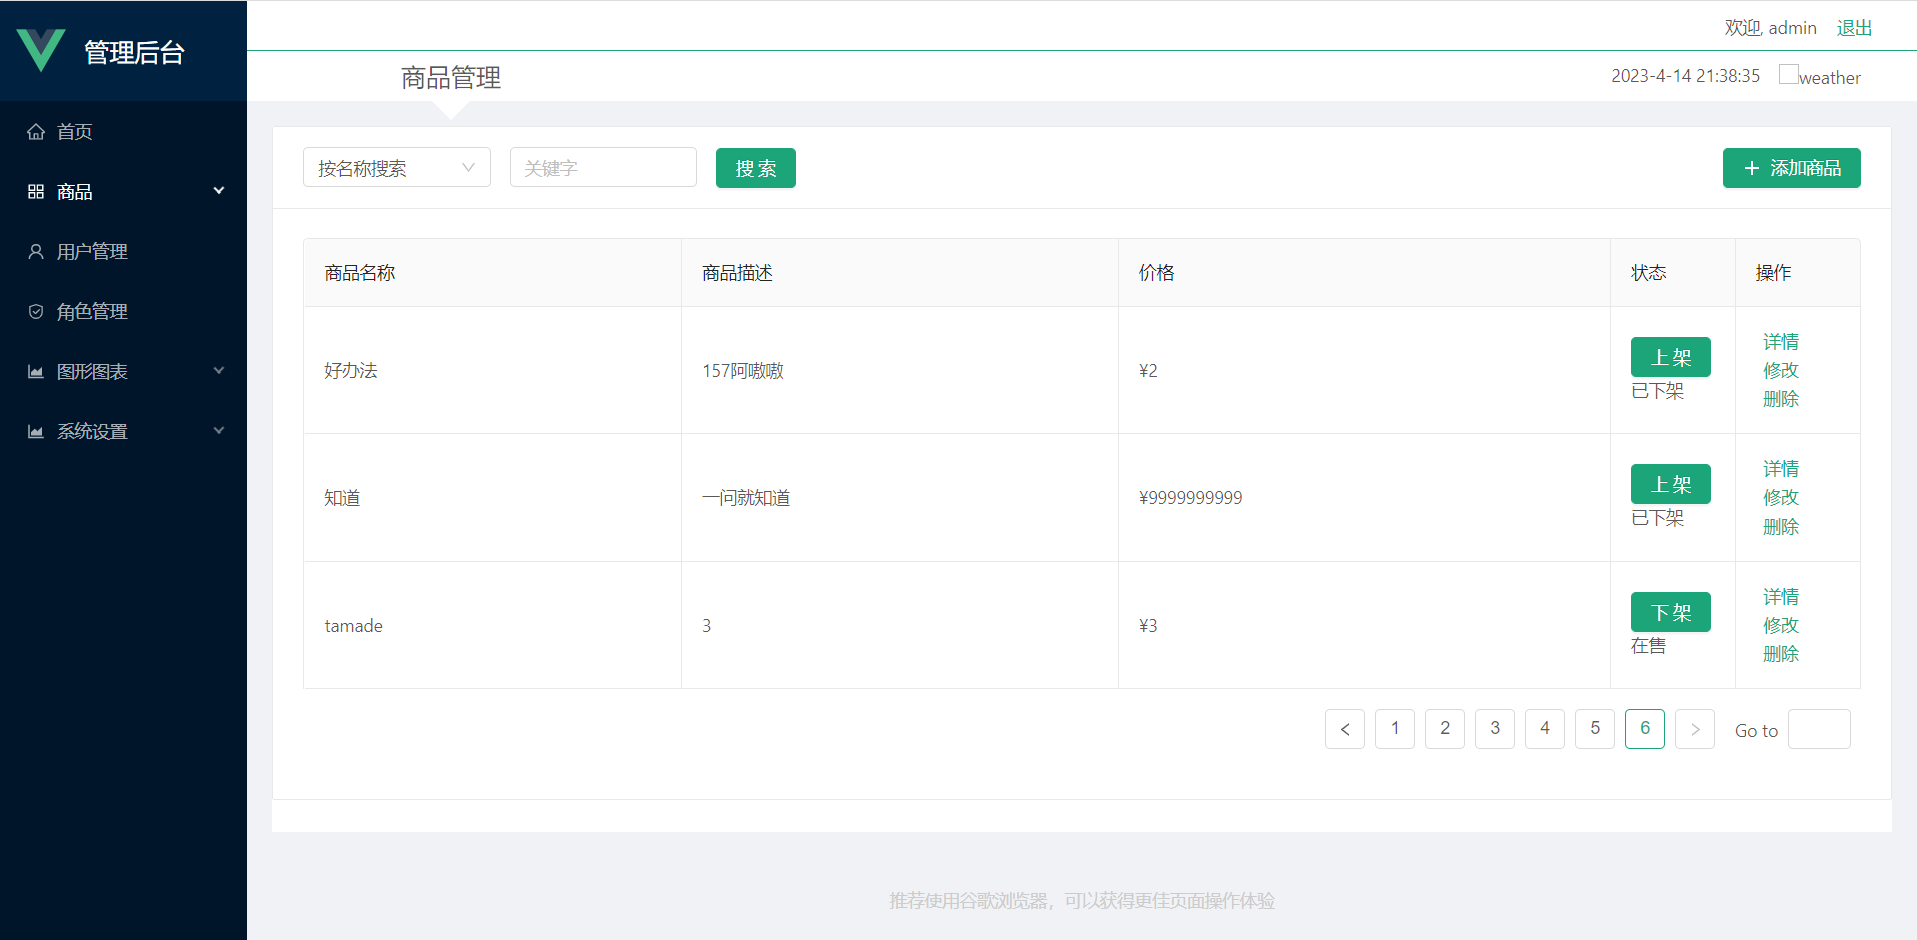 管理后台
欢迎, admin 退出
商品管理
2023-4-14 21:38:35 weather
首页
商品
用户管理
角色管理
图形图表
系统设置
按名称搜索 关键字 搜 索 添加商品
商品名称 商品描述 价格 状态 操作
好办法 157阿嗷嗷 ¥2 上 架 已下架 详情 修改 删除
知道 一问就知道 ¥9999999999 上 架 已下架 详情 修改 删除
tamade 3 ¥3 下 架 在售 详情 修改 删除
< 1 2 3 4 5 6 > Go to
推荐使用谷歌浏览器，可以获得更佳页面操作体验